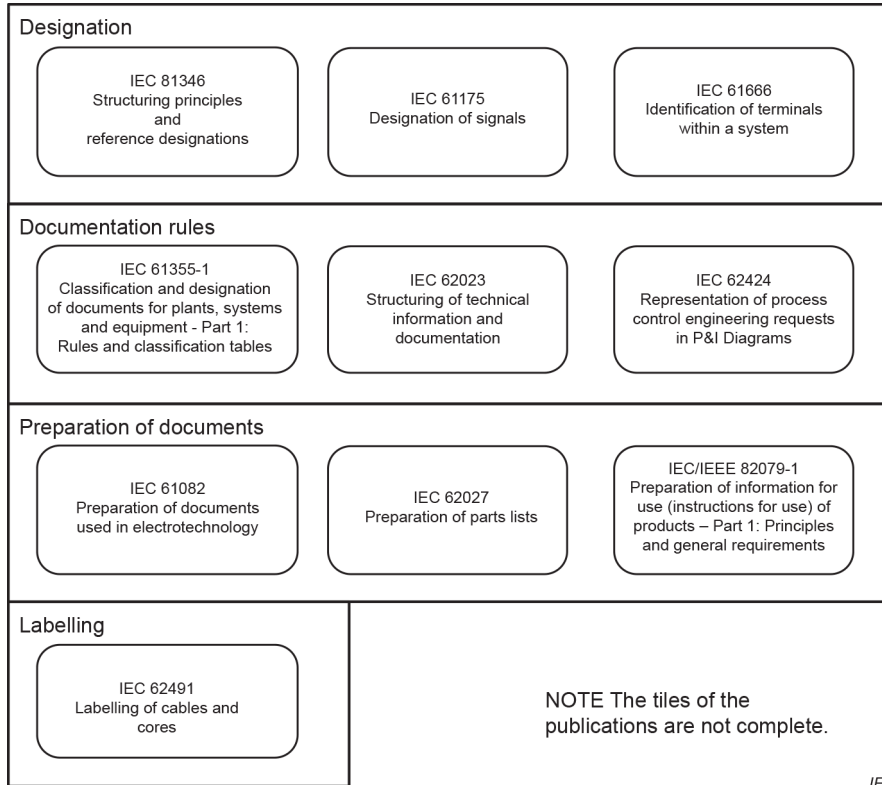 Designation
IEC 81346
Structuring principles
and
reference designations
IEC 61175
Designation of signals
IEC 61666
Identification of terminals
within a system
Documentation rules
IEC 61355-1
Classification and designation
of documents for plants, systems
and equipment - Part 1:
Rules and classification tables
IEC 62023
Structuring of technical
information and
documentation
IEC 62424
Representation of process
control engineering requests
in P&I Diagrams
Preparation of documents
IEC 61082
Preparation of documents
used in electrotechnology
IEC 62027
Preparation of parts lists
IEC/IEEE 82079-1
Preparation of information for
use (instructions for use) of
products – Part 1: Principles
and general requirements
Labelling
IEC 62491
Labelling of cables and
cores
NOTE The tiles of the
publications are not complete.